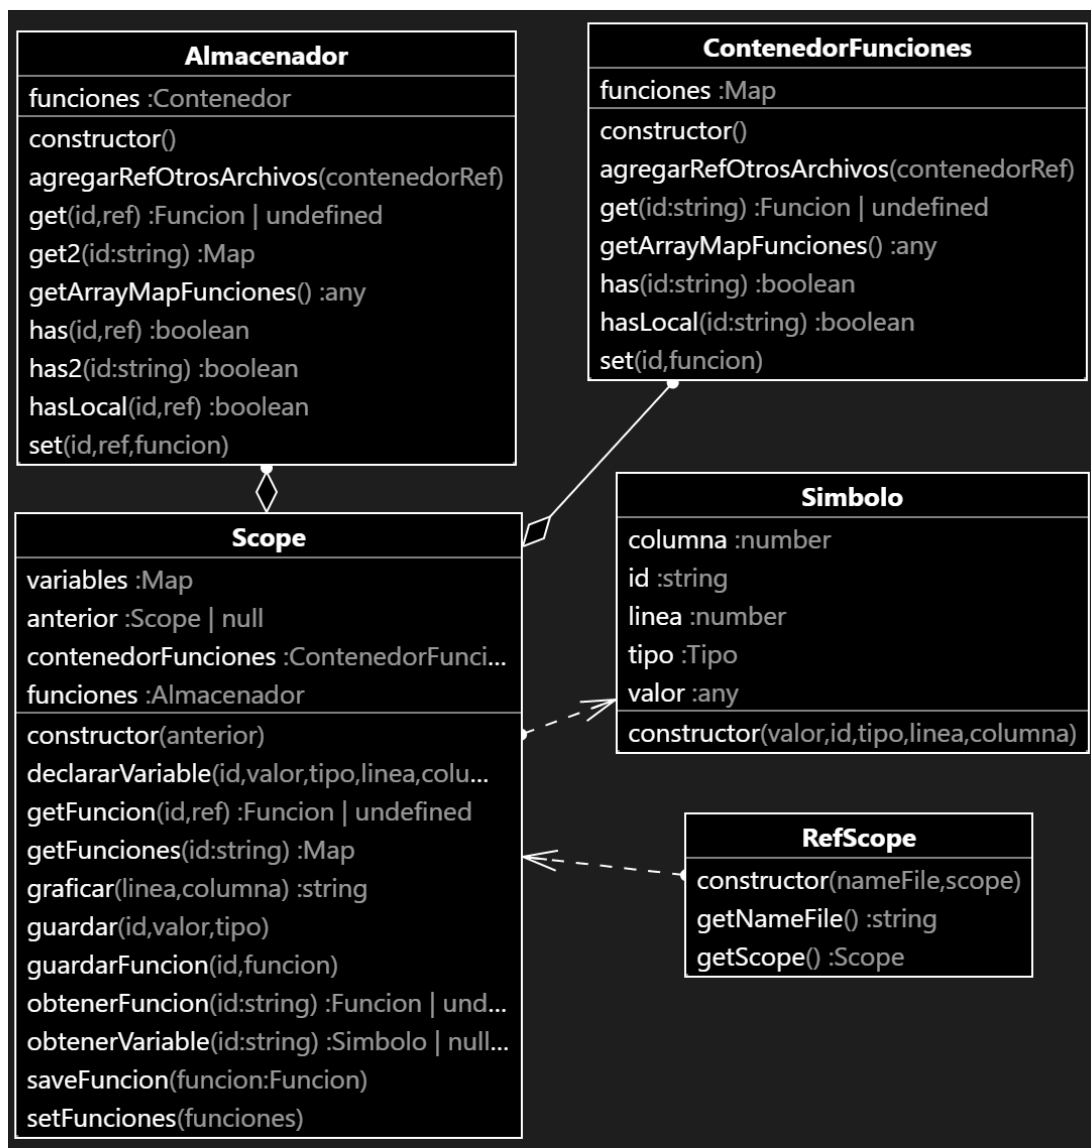 Almacenador
funciones :Contenedor
constructor()
agregarRefOtrosArchivos(contenedorRef)
get(id,ref) :Funcion | undefined
get2(id:string) :Map
getArrayMapFunciones() :any
has(id,ref) :boolean
has2(id:string) :boolean
hasLocal(id,ref) :boolean
set(id,ref,funcion)
ContenedorFunciones
funciones :Map
constructor()
agregarRefOtrosArchivos(contenedorRef)
get(id:string) :Funcion | undefined
getArrayMapFunciones() :any
has(id:string) :boolean
hasLocal(id:string) :boolean
set(id,funcion)
Scope
variables :Map
anterior :Scope | null
contenedorFunciones :ContenedorFunci...
funciones :Almacenador
constructor(anterior)
declararVariable(id,valor,tipo,linea,colu...
getFuncion(id,ref) :Funcion | undefined
getFunciones(id:string) :Map
graficar(linea,columna) :string
guardar(id,valor,tipo)
guardarFuncion(id,funcion)
obtenerFuncion(id:string) :Funcion | und...
obtenerVariable(id:string) :Simbolo | null...
saveFuncion(funcion:Funcion)
setFunciones(funciones)
Simbolo
columna :number
id :string
linea :number
tipo :Tipo
valor :any
constructor(valor,id,tipo,linea,columna)
RefScope
constructor(nameFile,scope)
getNameFile() :string
getScope() :Scope